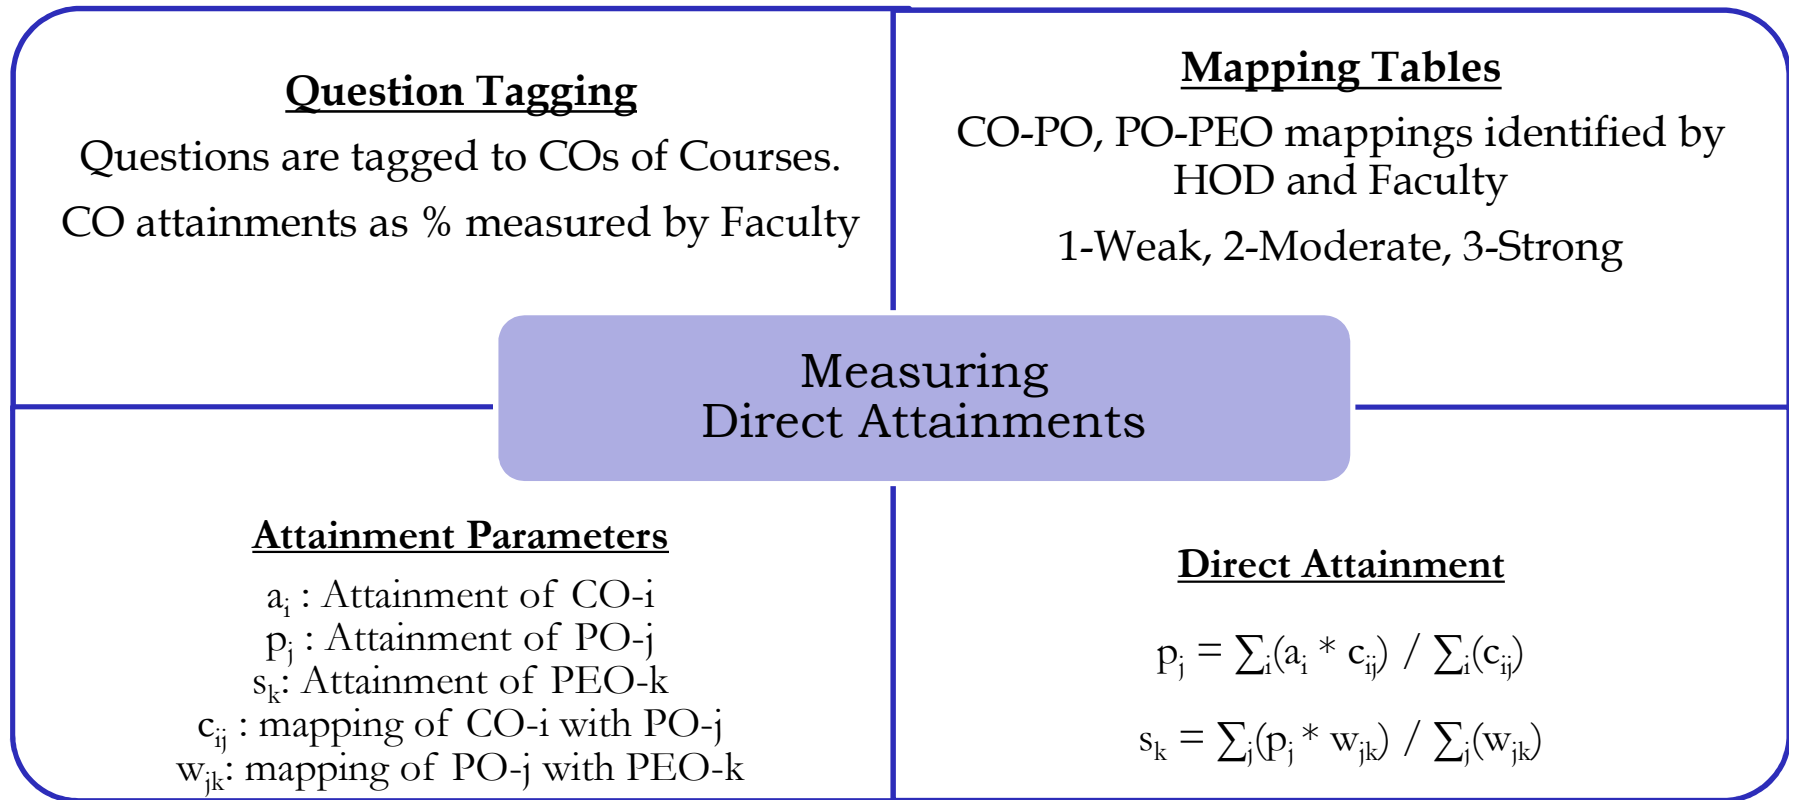 Question Tagging
Questions are tagged to COs of Courses.
CO attainments as % measured by Faculty
Mapping Tables
CO-PO, PO-PEO mappings identified by
HOD and Faculty
1-Weak, 2-Moderate, 3-Strong
Measuring
Direct Attainments
Attainment Parameters
aᵢ : Attainment of CO-i
pⱼ : Attainment of PO-j
sₖ: Attainment of PEO-k
cᵢⱼ : mapping of CO-i with PO-j
wⱼₖ: mapping of PO-j with PEO-k
Direct Attainment
pⱼ = ∑ᵢ(aᵢ * cᵢⱼ) / ∑ᵢ(cᵢⱼ)
sₖ = ∑ⱼ(pⱼ * wⱼₖ) / ∑ⱼ(wⱼₖ)